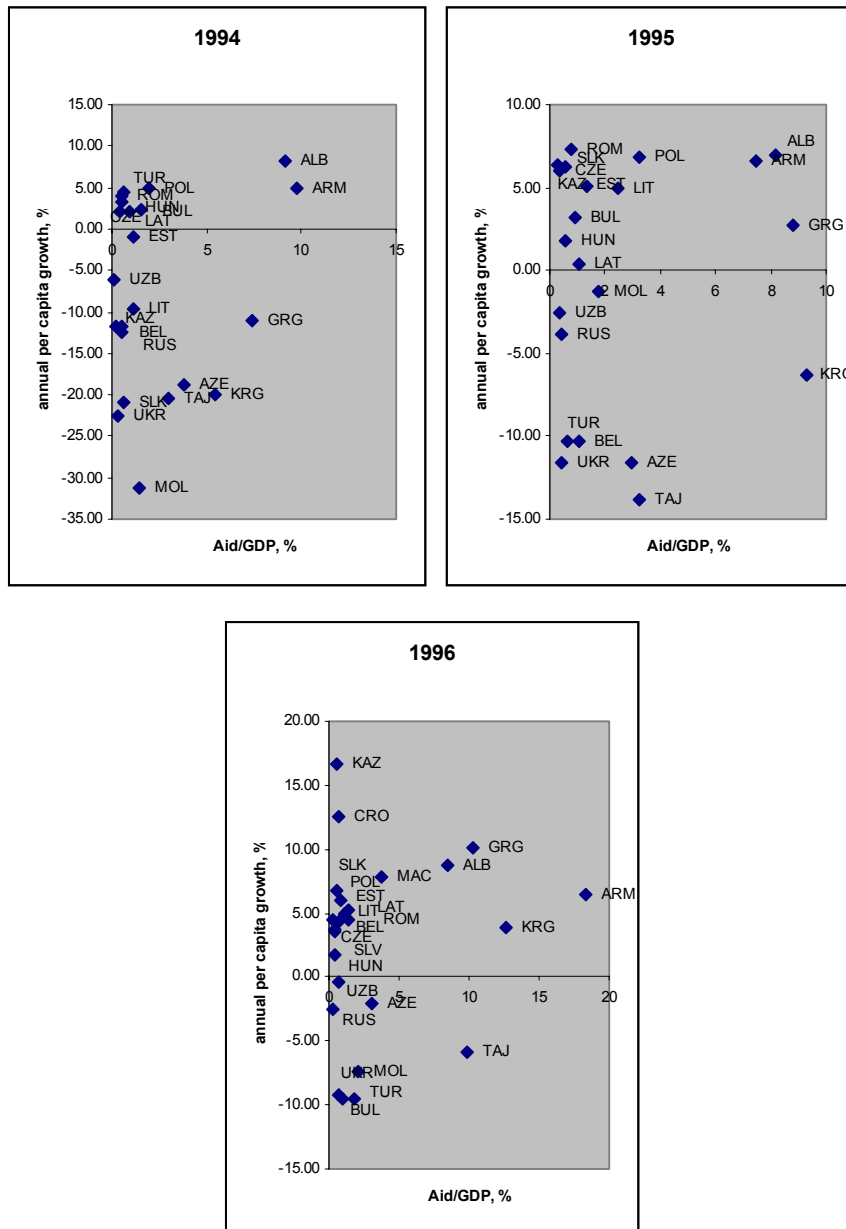 1994
annual per capita growth, %
15.00
10.00
5.00
0.00
-5.00
-10.00
-15.00
-20.00
-25.00
-30.00
-35.00
0 5 10 15
ALB
TUR
POL ARM
ROM
HUN
CZE BUL
LAT
EST
UZB
LIT
KAZ GRG
BEL
RUS
AZE
SLK TAJ KRG
UKR
MOL
Aid/GDP, %
1995
annual per capita growth, %
10.00
5.00
0.00
-5.00
-10.00
-15.00
0 2 4 6 8 10
ALB
ROM
SLK POL ARM
CZE
KAZ EST LIT
BUL GRG
HUN
LAT
MOL
UZB
RUS
KRG
TUR
BEL
UKR AZE
TAJ
Aid/GDP, %
1996
annual per capita growth, %
20.00
15.00
10.00
5.00
0.00
-5.00
-10.00
-15.00
0 5 10 15 20
KAZ
CRO
GRG
SLK ALB
MAC
POL
EST ARM
LIT LAT
BEL ROM KRG
CZE
SLV
HUN
UZB
AZE
RUS
TAJ
UKR MOL
TUR
BUL
Aid/GDP, %